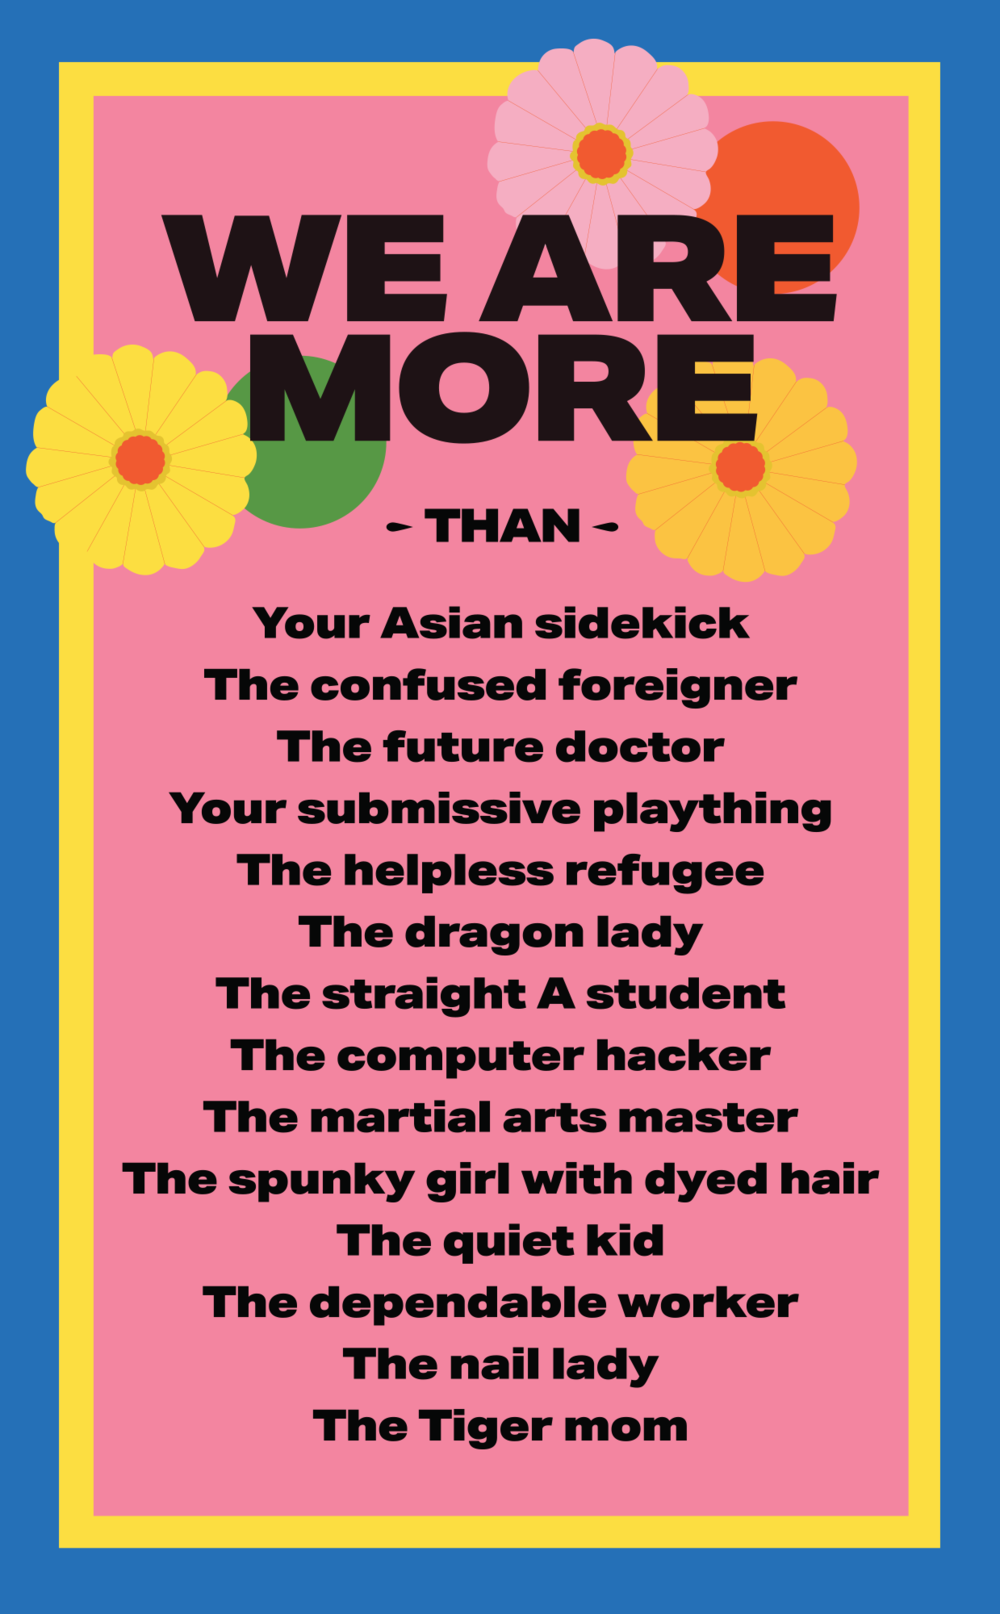 WE ARE
MORE
THAN
Your Asian sidekick
The confused foreigner
The future doctor
Your submissive plaything
The helpless refugee
The dragon lady
The straight A student
The computer hacker
The martial arts master
The spunky girl with dyed hair
The quiet kid
The dependable worker
The nail lady
The Tiger mom